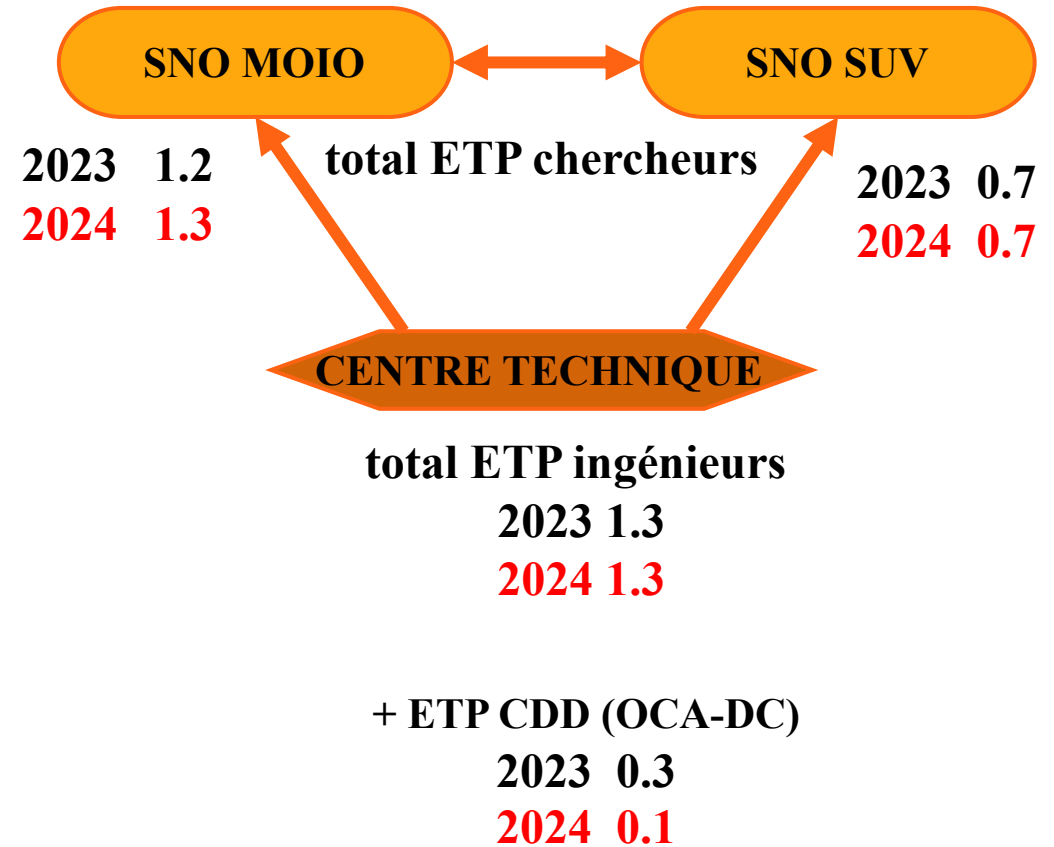 SNO MOIO
SNO SUV
total ETP chercheurs
2023 1.2
2024 1.3
2023 0.7
2024 0.7
CENTRE TECHNIQUE
total ETP ingénieurs
2023 1.3
2024 1.3
+ ETP CDD (OCA-DC)
2023 0.3
2024 0.1